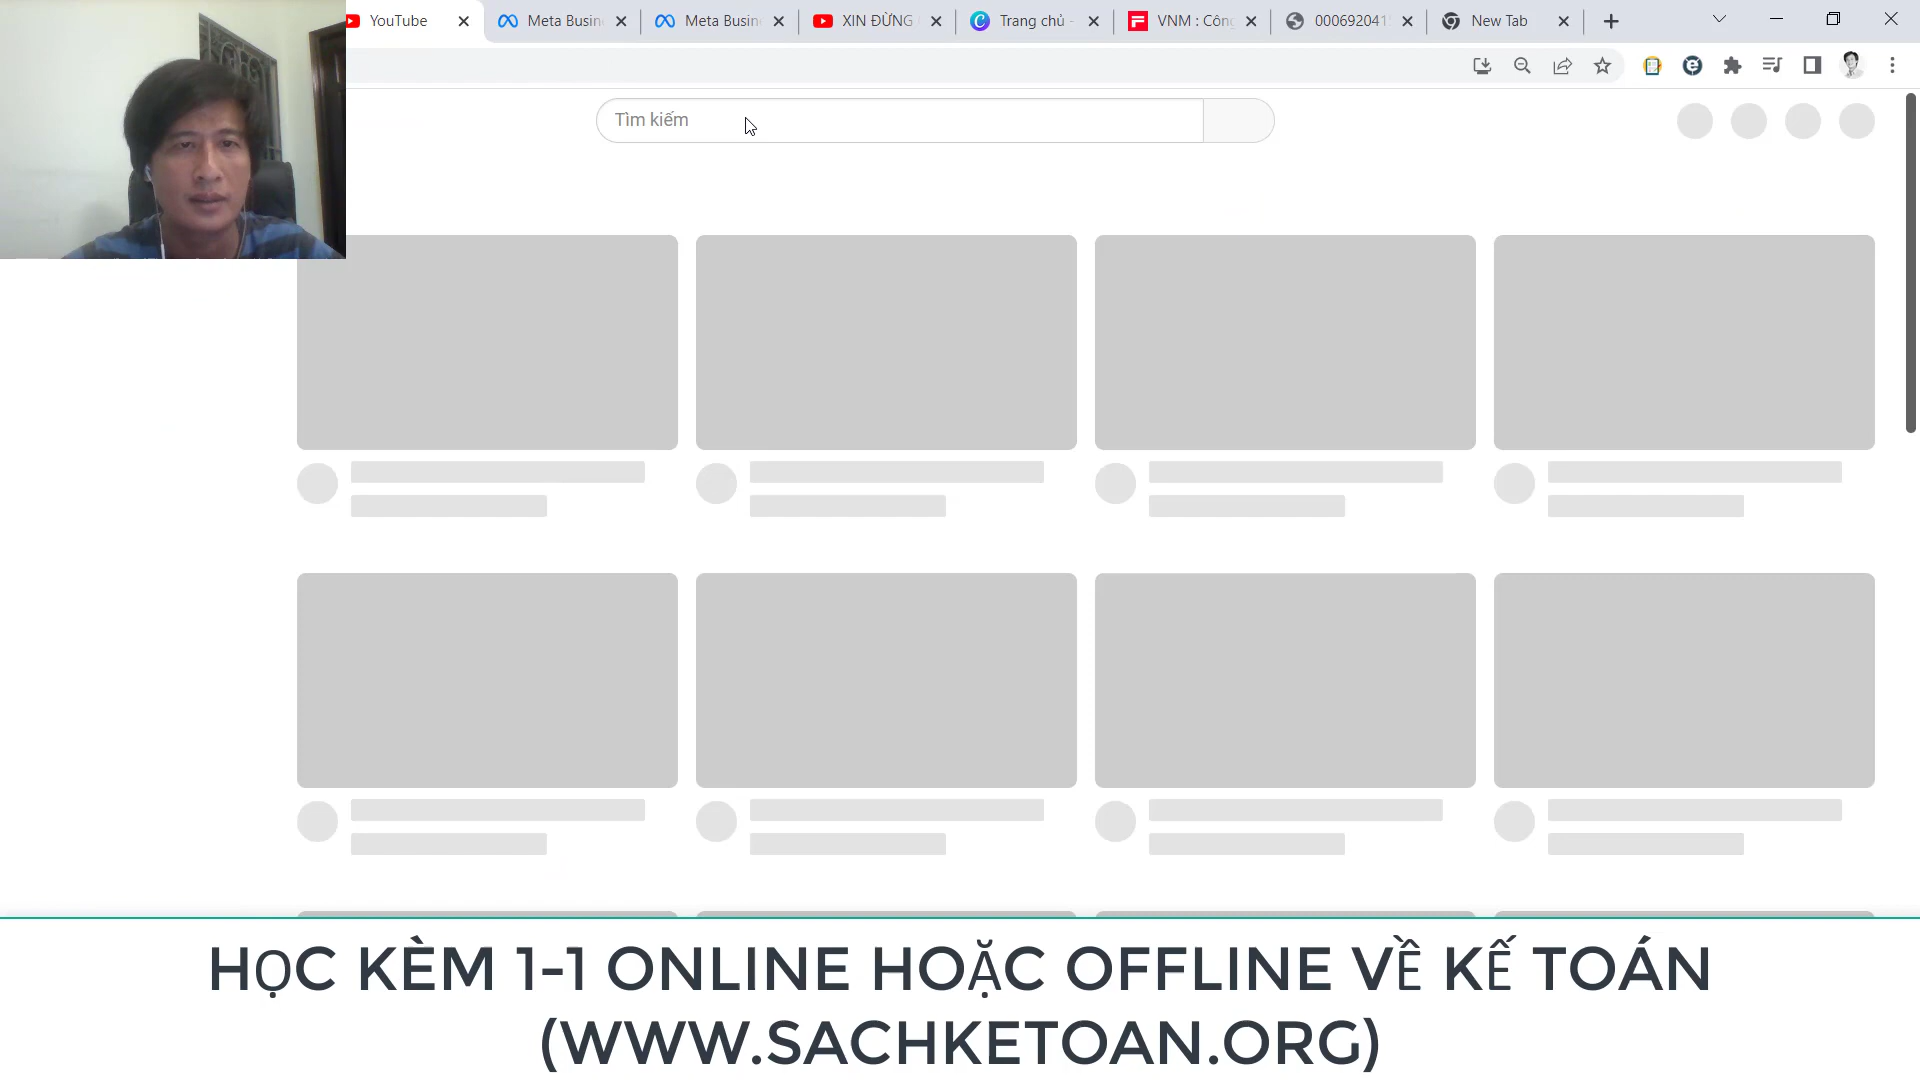 YouTube
Meta Busin
Meta Busin
XIN ĐỪNG
Trang chủ -
VNM : Công
000692041
New Tab
Tìm kiếm
HỌC KÈM 1-1 ONLINE HOẶC OFFLINE VỀ KẾ TOÁN
(WWW.SACHKETOAN.ORG)